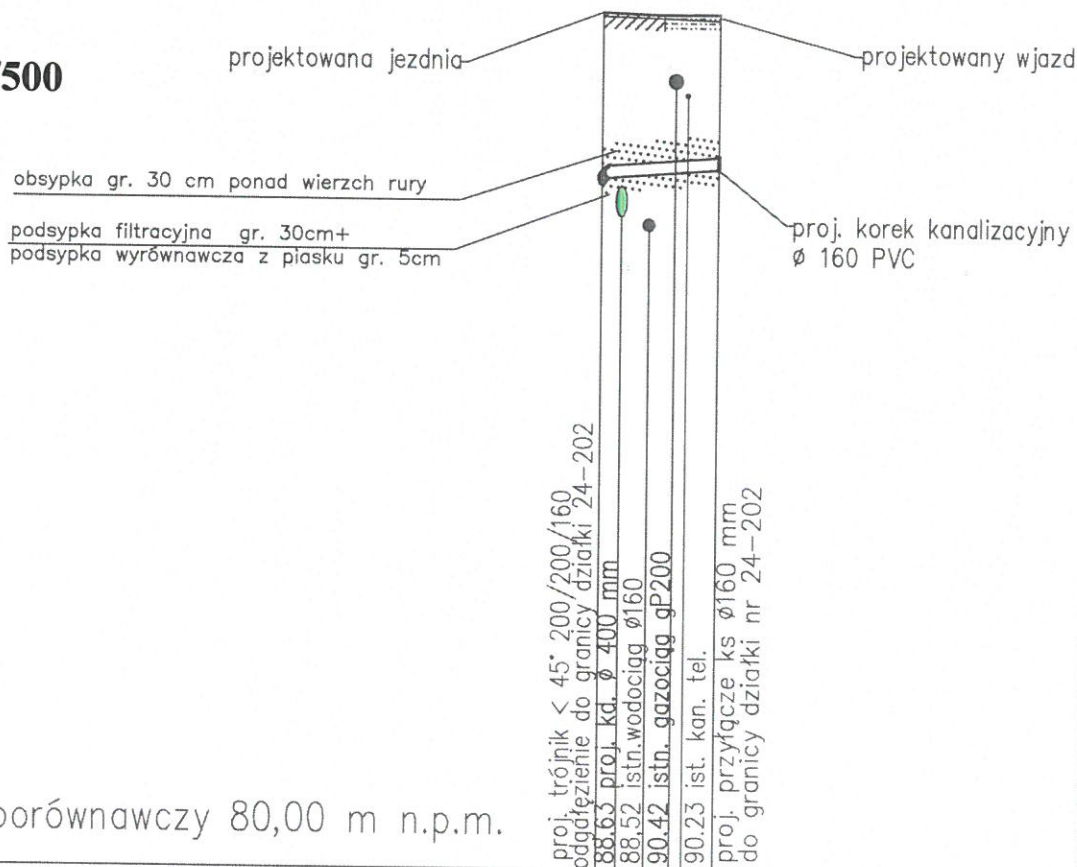 /500
projektowana jezdnia
projektowany wjazd
obsypka gr. 30 cm ponad wierzch rury
podsypka filtracyjna gr. 30cm+
podsypka wyrównawcza z piasku gr. 5cm
proj. korek kanalizacyjny
ø 160 PVC
proj. trójnik < 45° 200/200/160
odgałęzienie do granicy działki 24-202
88.63 proj. kd. ø 400 mm
88,52 istn.wodociąg ø160
90.42 istn. gazociąg gP200
90.23 ist. kan. tel.
proj. przyłącze ks ø160 mm
do granicy działki nr 24-202
porównawczy 80,00 m n.p.m.